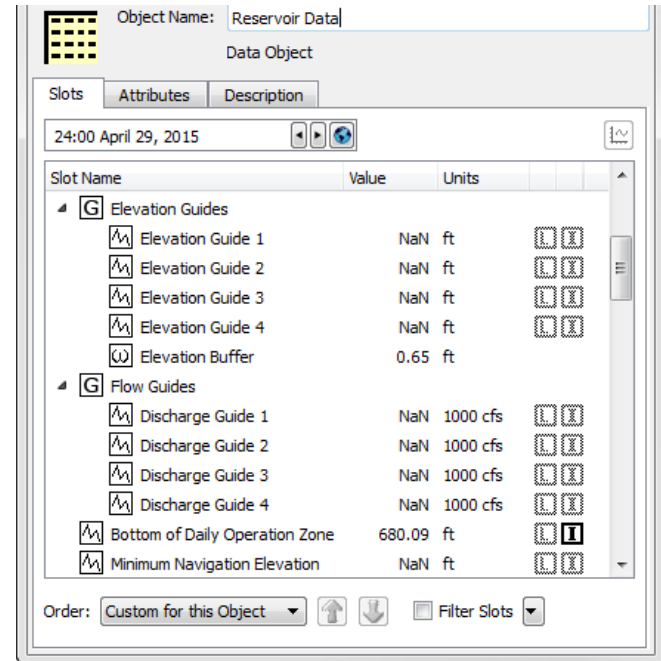 Object Name: Reservoir Data
Data Object
Slots Attributes Description
24:00 April 29, 2015
Slot Name Value Units
G Elevation Guides
Elevation Guide 1 NaN ft L I
Elevation Guide 2 NaN ft L I
Elevation Guide 3 NaN ft L I
Elevation Guide 4 NaN ft L I
ω Elevation Buffer 0.65 ft
G Flow Guides
Discharge Guide 1 NaN 1000 cfs L I
Discharge Guide 2 NaN 1000 cfs L I
Discharge Guide 3 NaN 1000 cfs L I
Discharge Guide 4 NaN 1000 cfs L I
Bottom of Daily Operation Zone 680.09 ft L I
Minimum Navigation Elevation NaN ft L I
Order: Custom for this Object Filter Slots